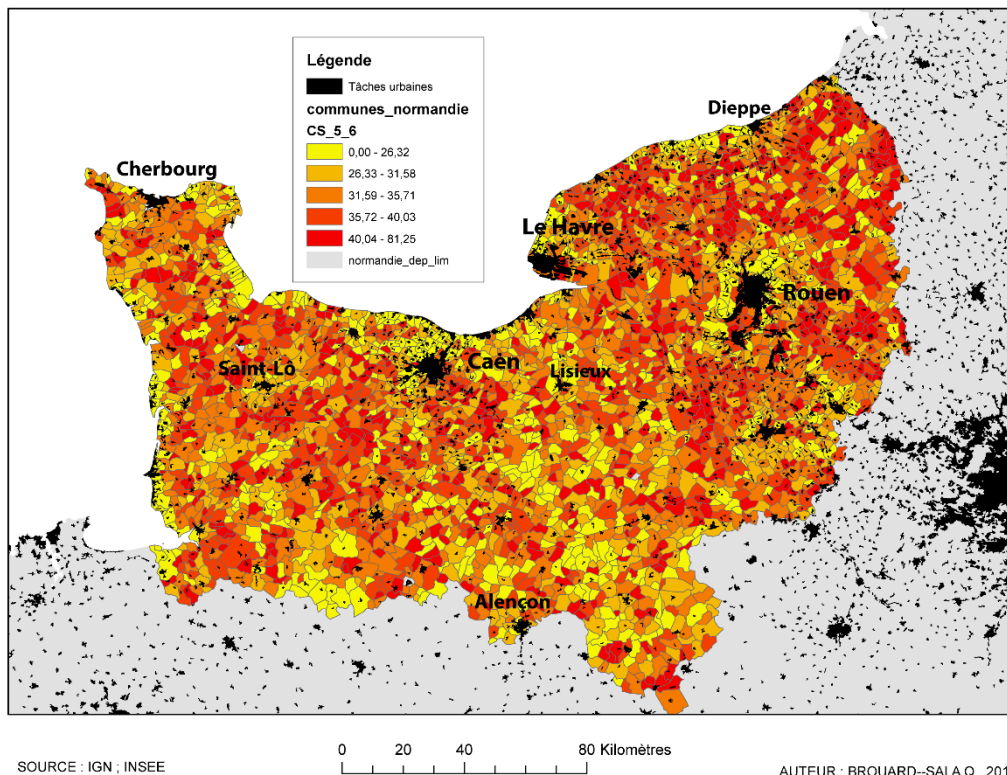 Légende
Tâches urbaines
communes_normandie
CS_5_6
0,00 - 26,32
26,33 - 31,58
31,59 - 35,71
35,72 - 40,03
40,04 - 81,25
normandie_dep_lim
Dieppe
Cherbourg
Le Havre
Rouen
Saint-Lô
Caen
Lisieux
Alençon
0 20 40 80 Kilomètres
SOURCE : IGN ; INSEE
AUTEUR : BROUARD--SALA Q. 201